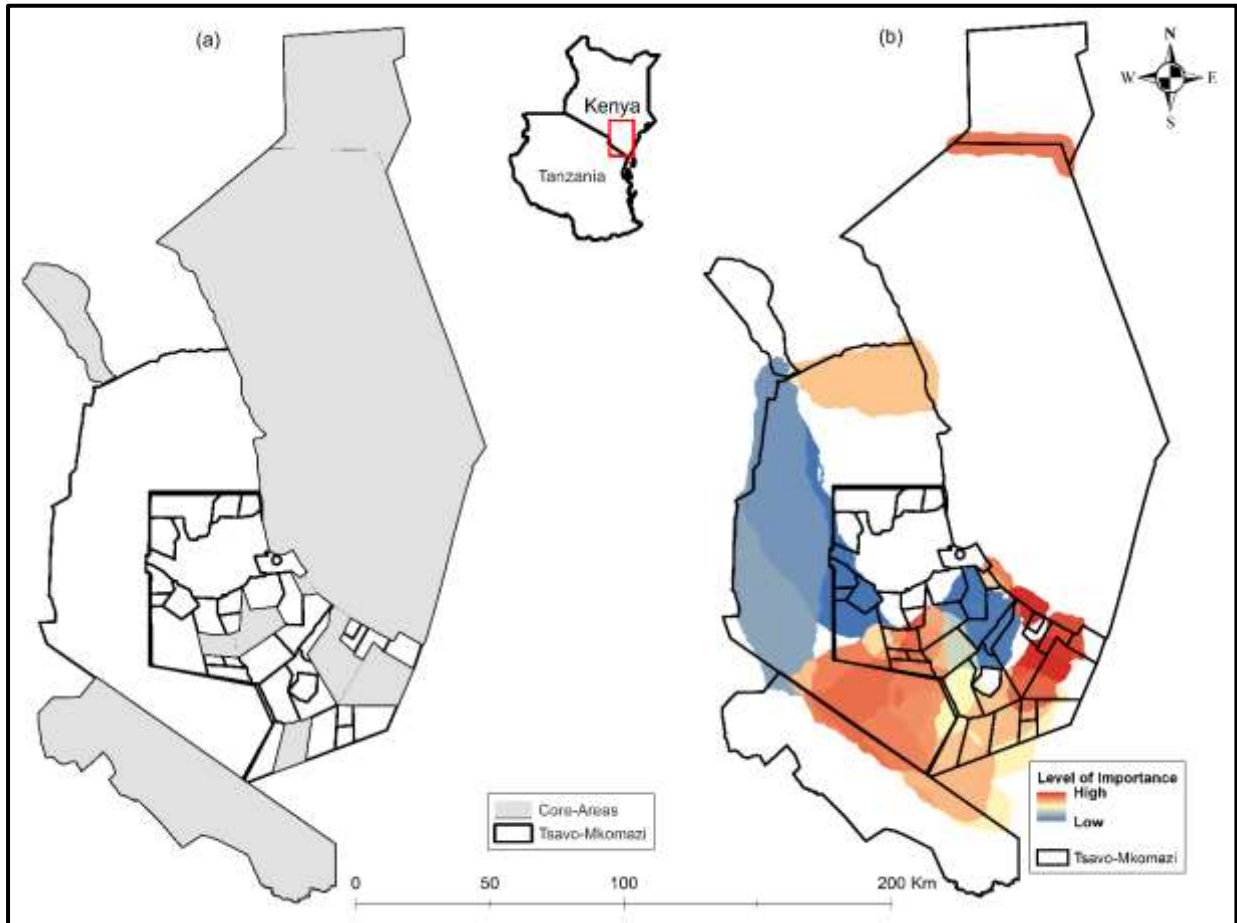 (a)
(b)
N
W E
S
Kenya
Tanzania
Core-Areas
Tsavo-Mkomazi
Level of Importance
High
Low
Tsavo-Mkomazi
0 50 100 200 Km